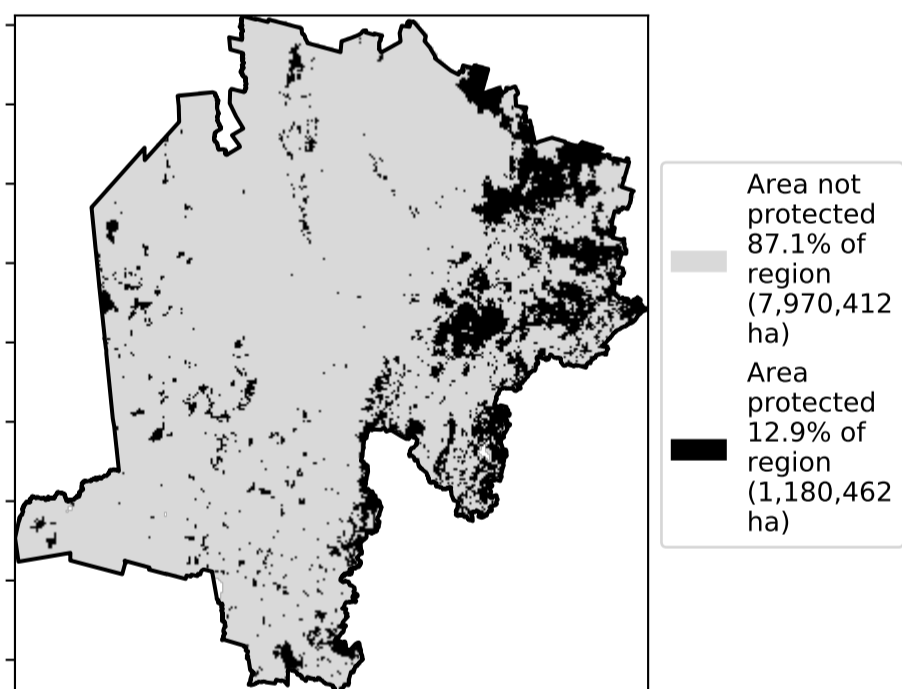 Area not
protected
87.1% of
region
(7,970,412
ha)
Area
protected
12.9% of
region
(1,180,462
ha)